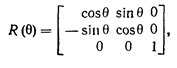 R (θ) = [ cosθ sinθ 0
−sinθ cosθ 0
0 0 1 ],